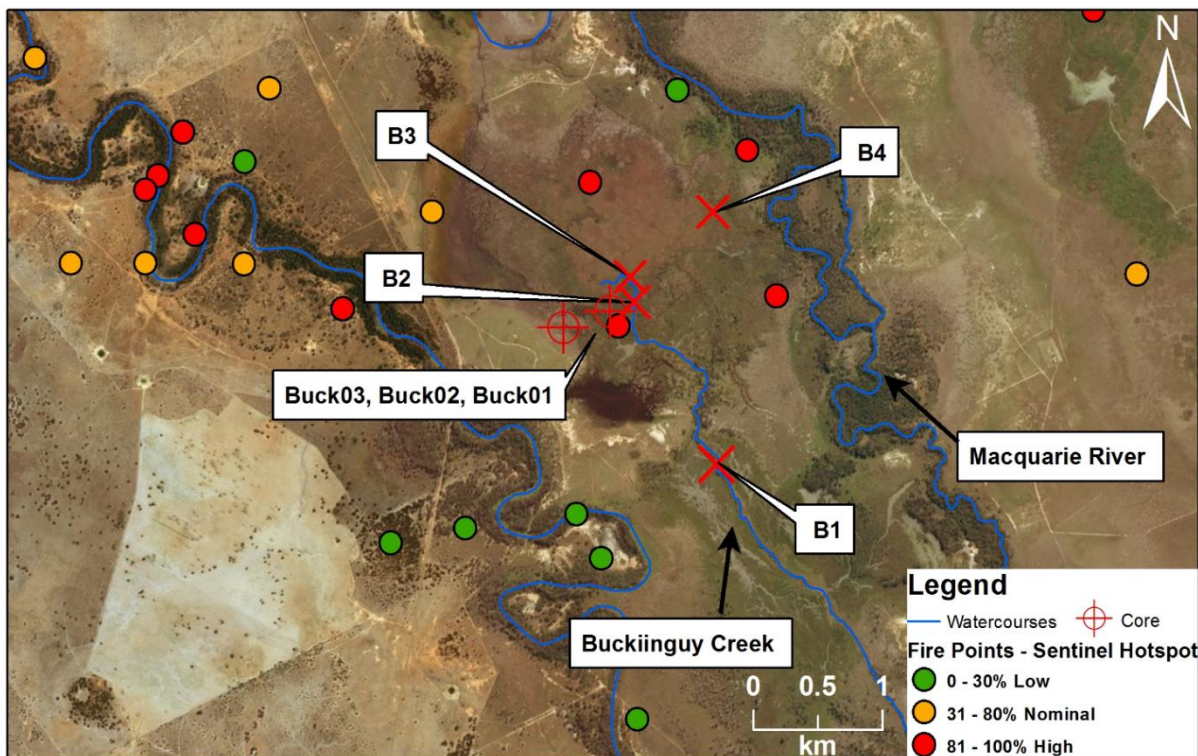 N
B3
B4
B2
Buck03, Buck02, Buck01
Macquarie River
B1
Buckiinguy Creek
0 0.5 1
km
Legend
Watercourses Core
Fire Points - Sentinel Hotspot
0 - 30% Low
31 - 80% Nominal
81 - 100% High